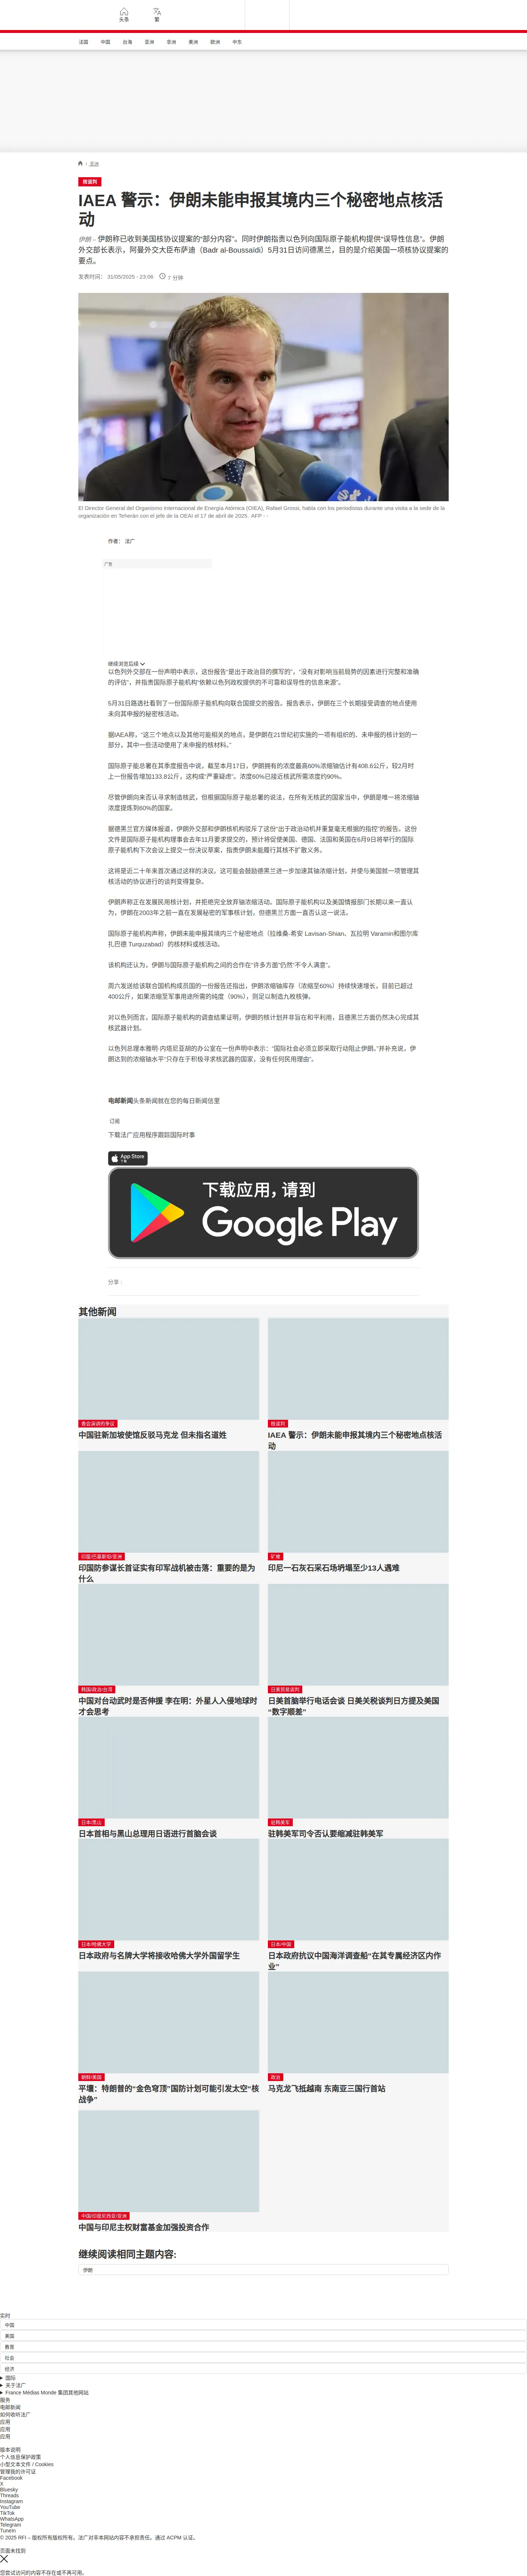 头条
繁
法国
中国
台海
亚洲
非洲
美洲
欧洲
中东
/ 亚洲
核谈判
IAEA 警示：伊朗未能申报其境内三个秘密地点核活
动
伊朗 – 伊朗称已收到美国核协议提案的“部分内容”。同时伊朗指责以色列向国际原子能机构提供“误导性信息”。伊朗
外交部长表示，阿曼外交大臣布萨迪（Badr al-Boussaïdi）5月31日访问德黑兰，目的是介绍美国一项核协议提案的
要点。
发表时间： 31/05/2025 - 23:06 7 分钟
El Director General del Organismo Internacional de Energía Atómica (OIEA), Rafael Grossi, habla con los periodistas durante una visita a la sede de la
organización en Teherán con el jefe de la OEAI el 17 de abril de 2025. AFP - -
作者： 法广
广告
继续浏览后续
以色列外交部在一份声明中表示，这份报告“是出于政治目的撰写的”，“没有对影响当前局势的因素进行完整和准确
的评估”，并指责国际原子能机构“依赖以色列政权提供的不可靠和误导性的信息来源”。
5月31日路透社看到了一份国际原子能机构向联合国提交的报告。报告表示，伊朗在三个长期接受调查的地点使用
未向其申报的秘密核活动。
据IAEA称，“这三个地点以及其他可能相关的地点，是伊朗在21世纪初实施的一项有组织的、未申报的核计划的一
部分，其中一些活动使用了未申报的核材料。”
国际原子能总署在其季度报告中说，截至本月17日，伊朗拥有的浓度最高60%浓缩铀估计有408.6公斤，较2月时
上一份报告增加133.8公斤，这构成“严重疑虑”。浓度60%已接近核武所需浓度约90%。
尽管伊朗向来否认寻求制造核武，但根据国际原子能总署的说法，在所有无核武的国家当中，伊朗是唯一将浓缩铀
浓度提炼到60%的国家。
据德黑兰官方媒体报道，伊朗外交部和伊朗核机构驳斥了这份“出于政治动机并重复毫无根据的指控”的报告。这份
文件是国际原子能机构理事会去年11月要求提交的，预计将促使美国、德国、法国和英国在6月9日将举行的国际
原子能机构下次会议上提交一份决议草案，指责伊朗未能履行其核不扩散义务。
这将是近二十年来首次通过这样的决议。这可能会鼓励德黑兰进一步加速其铀浓缩计划，并使与美国就一项管理其
核活动的协议进行的谈判变得复杂。
伊朗声称正在发展民用核计划，并拒绝完全放弃铀浓缩活动。国际原子能机构以及美国情报部门长期以来一直认
为，伊朗在2003年之前一直在发展秘密的军事核计划，但德黑兰方面一直否认这一说法。
国际原子能机构声称，伊朗未能申报其境内三个秘密地点（拉维桑-希安 Lavisan-Shian、瓦拉明 Varamin和图尔库
扎巴德 Turquzabad）的核材料或核活动。
该机构还认为，伊朗与国际原子能机构之间的合作在“许多方面”仍然“不令人满意”。
周六发送给该联合国机构成员国的一份报告还指出，伊朗浓缩铀库存（浓缩至60%）持续快速增长，目前已超过
400公斤，如果浓缩至军事用途所需的纯度（90%），则足以制造九枚核弹。
对以色列而言，国际原子能机构的调查结果证明，伊朗的核计划并非旨在和平利用，且德黑兰方面仍然决心完成其
核武器计划。
以色列总理本雅明·内塔尼亚胡的办公室在一份声明中表示：“国际社会必须立即采取行动阻止伊朗。”并补充说，伊
朗达到的浓缩铀水平“只存在于积极寻求核武器的国家，没有任何民用理由”。
电邮新闻头条新闻就在您的每日新闻信里
订阅
下载法广应用程序跟踪国际时事
App Store
下载应用，请到
Google Play
分享 :
其他新闻
香会演讲的争议
中国驻新加坡使馆反驳马克龙 但未指名道姓
核谈判
IAEA 警示：伊朗未能申报其境内三个秘密地点核活
动
印度/巴基斯坦/亚洲
印国防参谋长首证实有印军战机被击落：重要的是为
什么
矿难
印尼一石灰石采石场坍塌至少13人遇难
韩国/政治/台湾
中国对台动武时是否伸援 李在明：外星人入侵地球时
才会思考
日美贸易谈判
日美首脑举行电话会谈 日美关税谈判日方提及美国
“数字顺差”
日本/黑山
日本首相与黑山总理用日语进行首脑会谈
驻韩美军
驻韩美军司令否认要缩减驻韩美军
日本/哈佛大学
日本政府与名牌大学将接收哈佛大学外国留学生
日本/中国
日本政府抗议中国海洋调查船“在其专属经济区内作
业”
朝鲜/美国
平壤：特朗普的“金色穹顶”国防计划可能引发太空“核
战争”
政治
马克龙飞抵越南 东南亚三国行首站
中国/印度尼西亚/亚洲
中国与印尼主权财富基金加强投资合作
继续阅读相同主题内容:
伊朗
实时
中国
美国
教育
社会
经济
国际
关于法广
France Médias Monde 集团其他网站
服务
电邮新闻
如何收听法广
应用
应用
应用
版本说明
个人信息保护政策
小型文本文件 / Cookies
管理我的许可证
Facebook
X
Bluesky
Threads
Instagram
YouTube
TikTok
WhatsApp
Telegram
TuneIn
© 2025 RFI – 版权所有版权所有。法广对非本网站内容不承担责任。通过 ACPM 认证。
页面未找到
您尝试访问的内容不存在或不再可用。